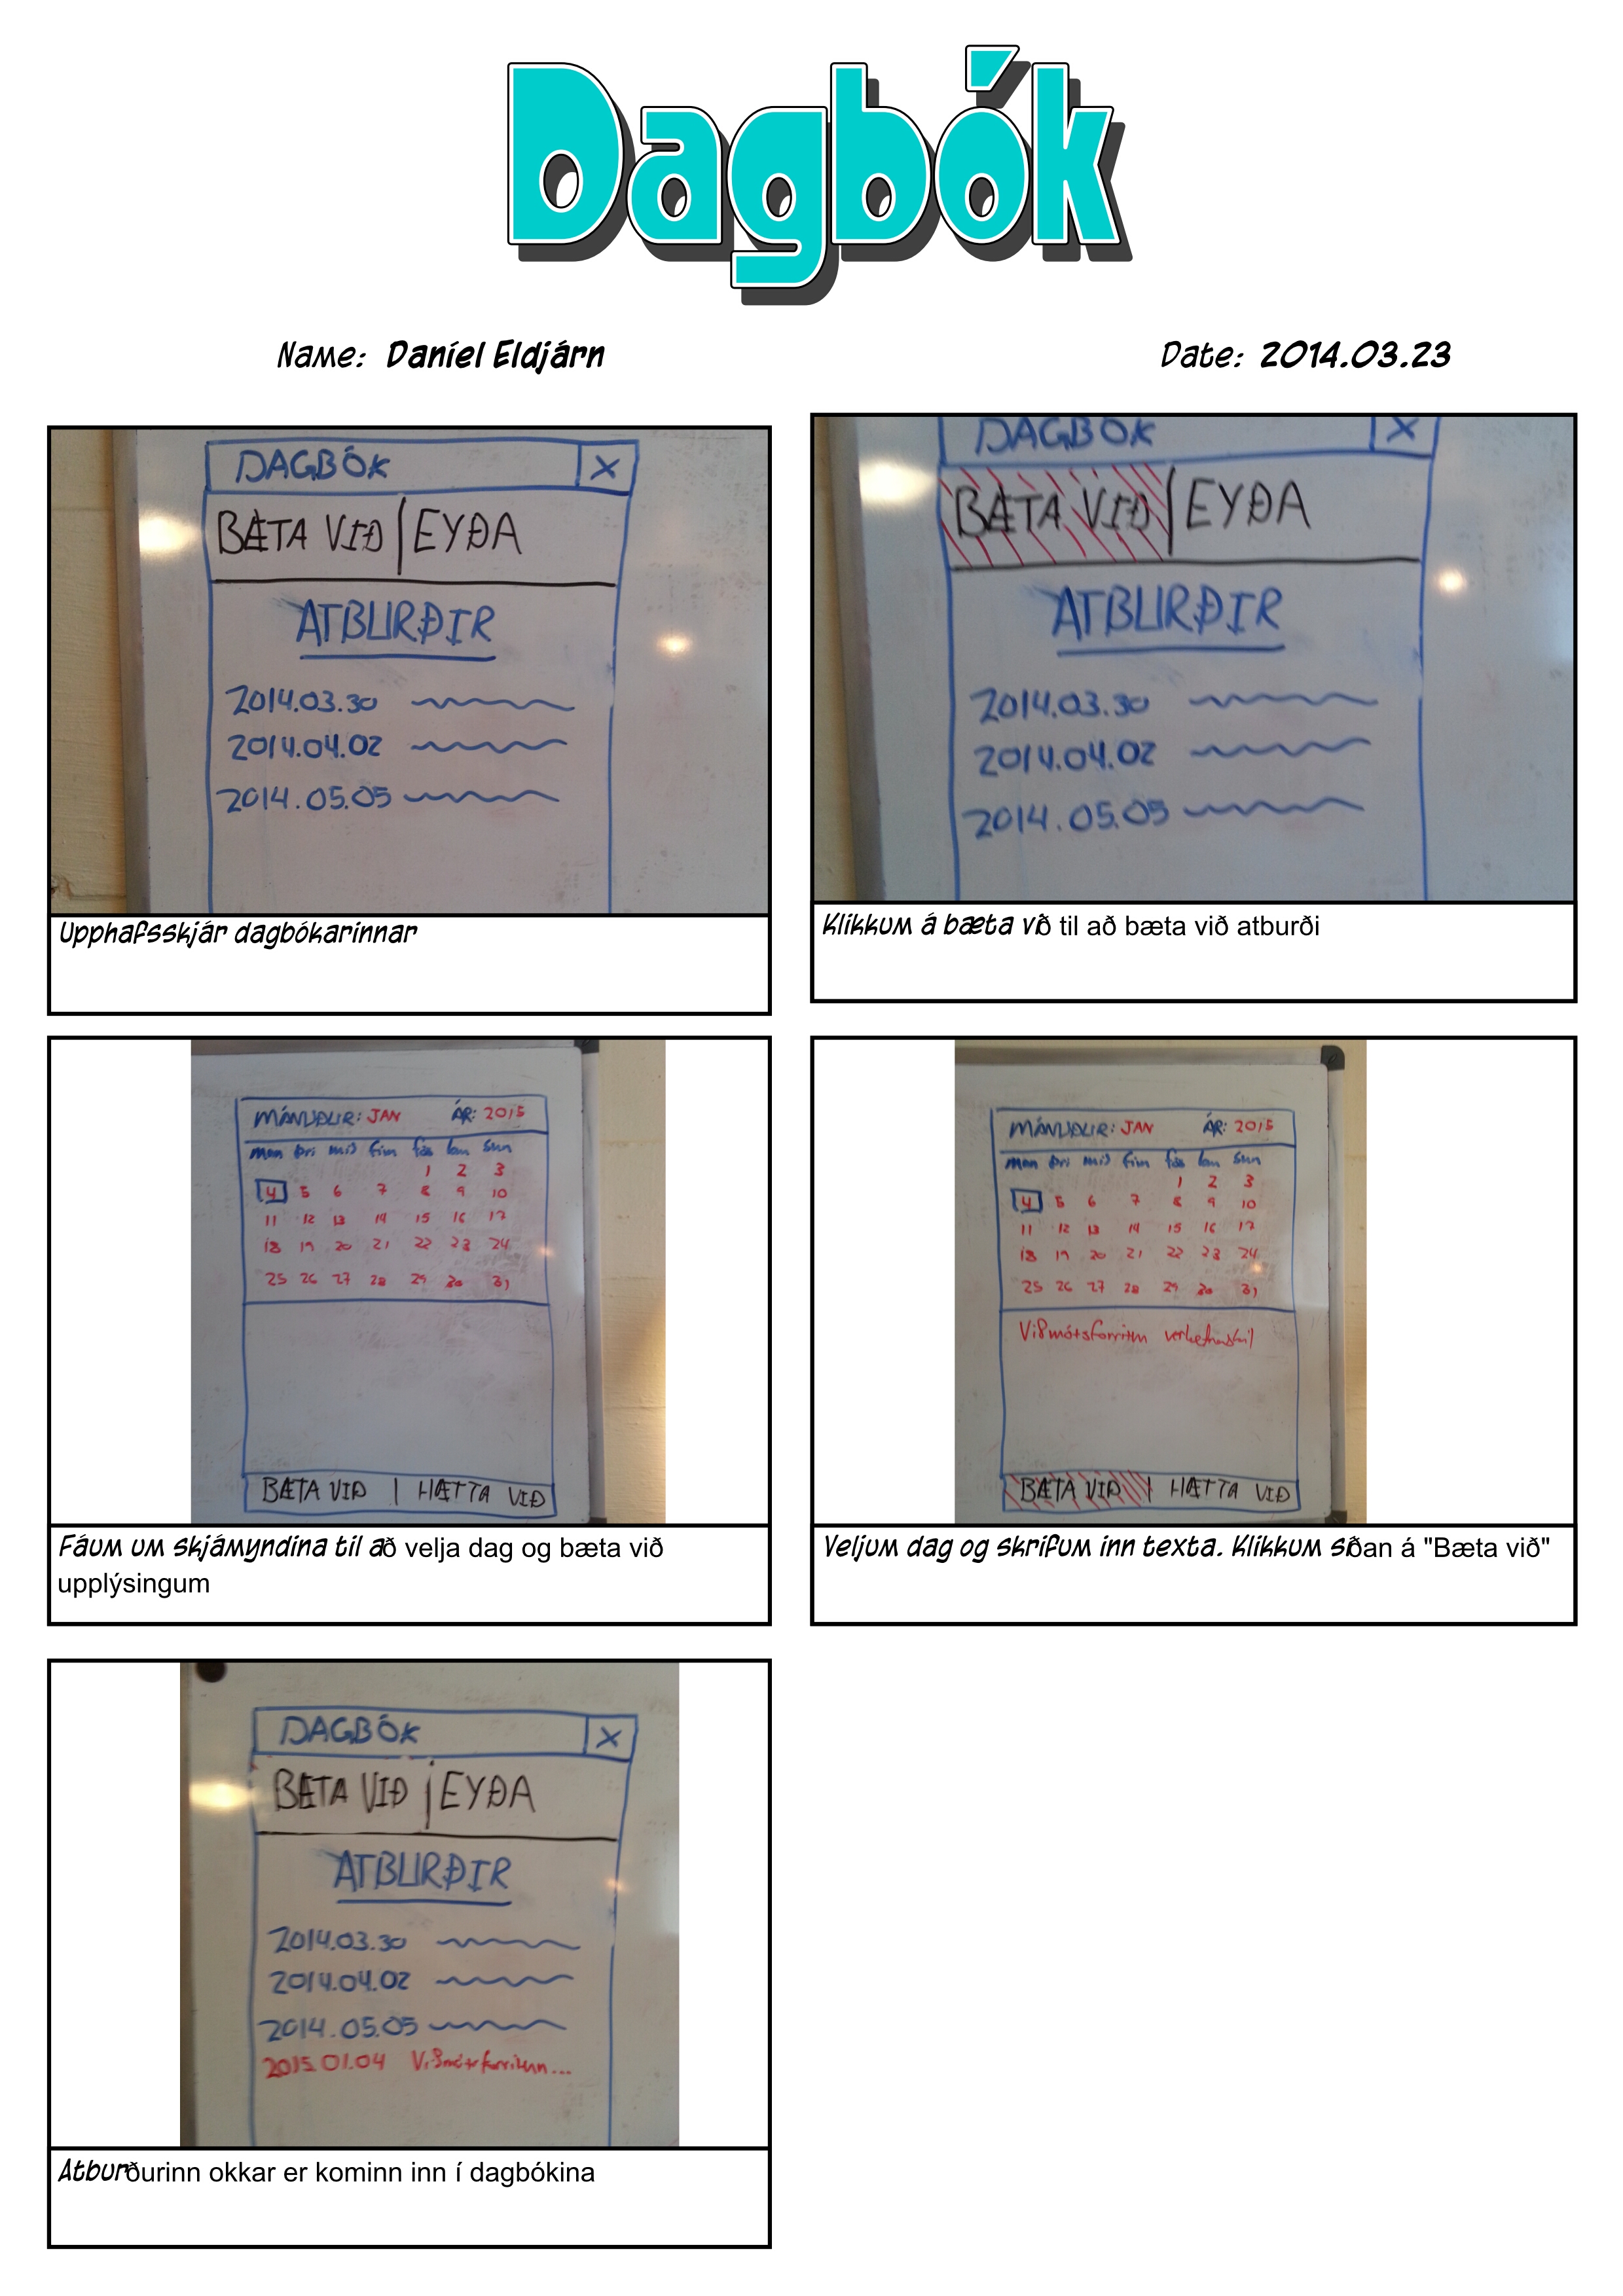 Dagbók
Name: Daníel Eldjárn
Date: 2014.03.23
DAGBÓK X
BÆTA VIÐ | EYÐA
ATBURÐIR
2014.03.30
2014.04.02
2014.05.05
Upphafsskjár dagbókarinnar
DAGBÓK X
BÆTA VIÐ | EYÐA
ATBURÐIR
2014.03.30
2014.04.02
2014.05.05
Klikkum á bæta við til að bæta við atburði
MÁNUÐUR: JAN ÁR: 2015
mán þri mið fim fös lau sun
1 2 3
4 5 6 7 8 9 10
11 12 13 14 15 16 17
18 19 20 21 22 23 24
25 26 27 28 29 30 31
BÆTA VIÐ | HÆTTA VIÐ
Fáum um skjámyndina til að velja dag og bæta við
upplýsingum
MÁNUÐUR: JAN ÁR: 2015
mán þri mið fim fös lau sun
1 2 3
4 5 6 7 8 9 10
11 12 13 14 15 16 17
18 19 20 21 22 23 24
25 26 27 28 29 30 31
Viðmótsforritun verkefnaskil
BÆTA VIÐ | HÆTTA VIÐ
Veljum dag og skrifum inn texta. Klikkum síðan á "Bæta við"
DAGBÓK X
BÆTA VIÐ | EYÐA
ATBURÐIR
2014.03.30
2014.04.02
2014.05.05
2015.01.04 Viðmótsforritun...
Atburðurinn okkar er kominn inn í dagbókina